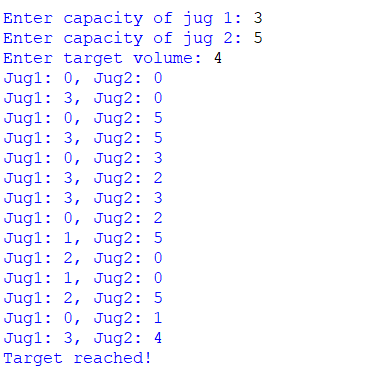 Enter capacity of jug 1: 3
Enter capacity of jug 2: 5
Enter target volume: 4
Jug1: 0, Jug2: 0
Jug1: 3, Jug2: 0
Jug1: 0, Jug2: 5
Jug1: 3, Jug2: 5
Jug1: 0, Jug2: 3
Jug1: 3, Jug2: 2
Jug1: 3, Jug2: 3
Jug1: 0, Jug2: 2
Jug1: 1, Jug2: 5
Jug1: 2, Jug2: 0
Jug1: 1, Jug2: 0
Jug1: 2, Jug2: 5
Jug1: 0, Jug2: 1
Jug1: 3, Jug2: 4
Target reached!